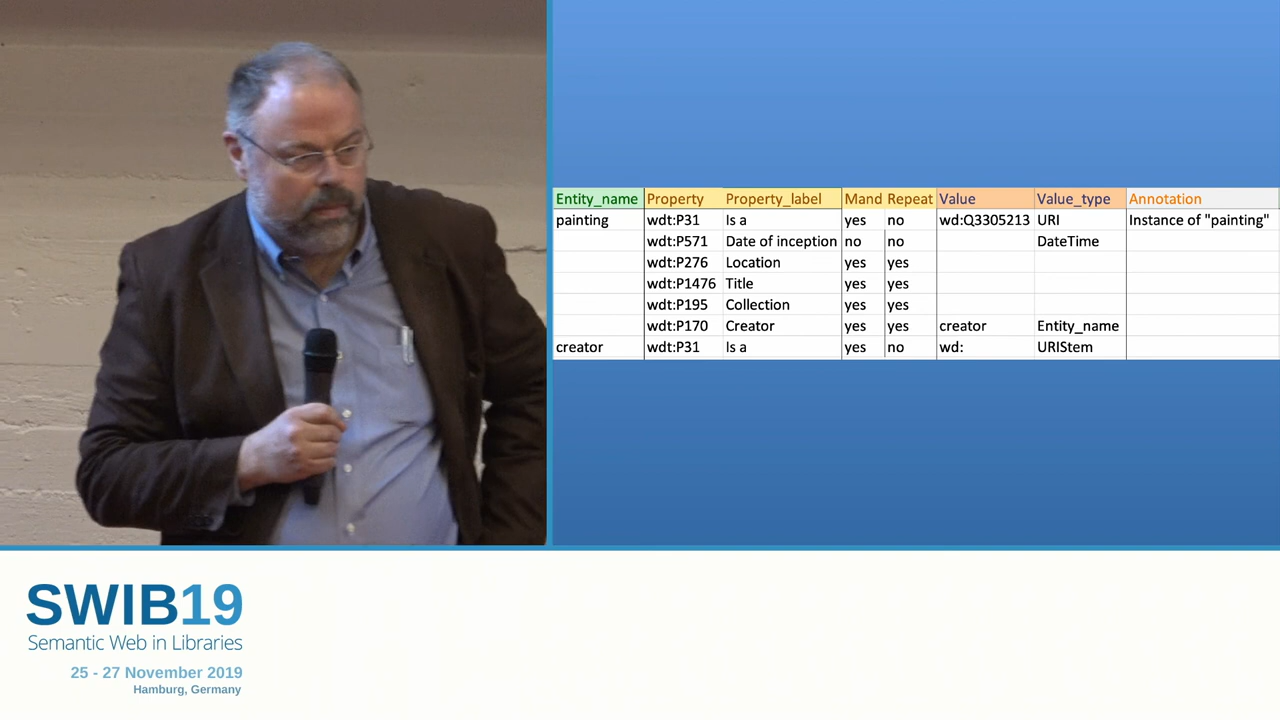 Entity_name Property Property_label Mand Repeat Value Value_type Annotation
painting wdt:P31 Is a yes no wd:Q3305213 URI Instance of "painting"
wdt:P571 Date of inception no no DateTime
wdt:P276 Location yes yes
wdt:P1476 Title yes yes
wdt:P195 Collection yes yes
wdt:P170 Creator yes yes creator Entity_name
creator wdt:P31 Is a yes no wd: URIStem
SWIB19
Semantic Web in Libraries
25 - 27 November 2019
Hamburg, Germany